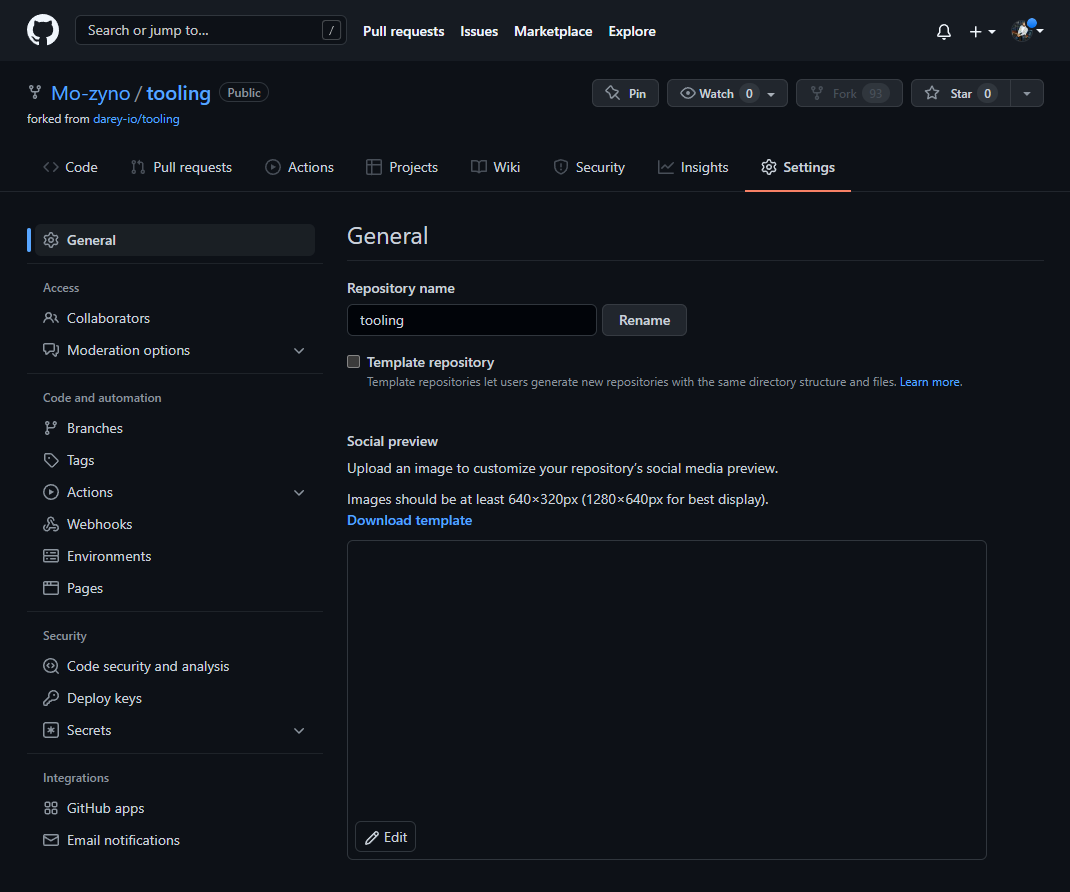 Search or jump to... /
Pull requests Issues Marketplace Explore
Mo-zyno / tooling Public
Pin Watch 0 Fork 93 Star 0
forked from darey-io/tooling
Code Pull requests Actions Projects Wiki Security Insights Settings
General
Access
Collaborators
Moderation options
Code and automation
Branches
Tags
Actions
Webhooks
Environments
Pages
Security
Code security and analysis
Deploy keys
Secrets
Integrations
GitHub apps
Email notifications
General
Repository name
tooling Rename
Template repository
Template repositories let users generate new repositories with the same directory structure and files. Learn more.
Social preview
Upload an image to customize your repository’s social media preview.
Images should be at least 640×320px (1280×640px for best display).
Download template
Edit